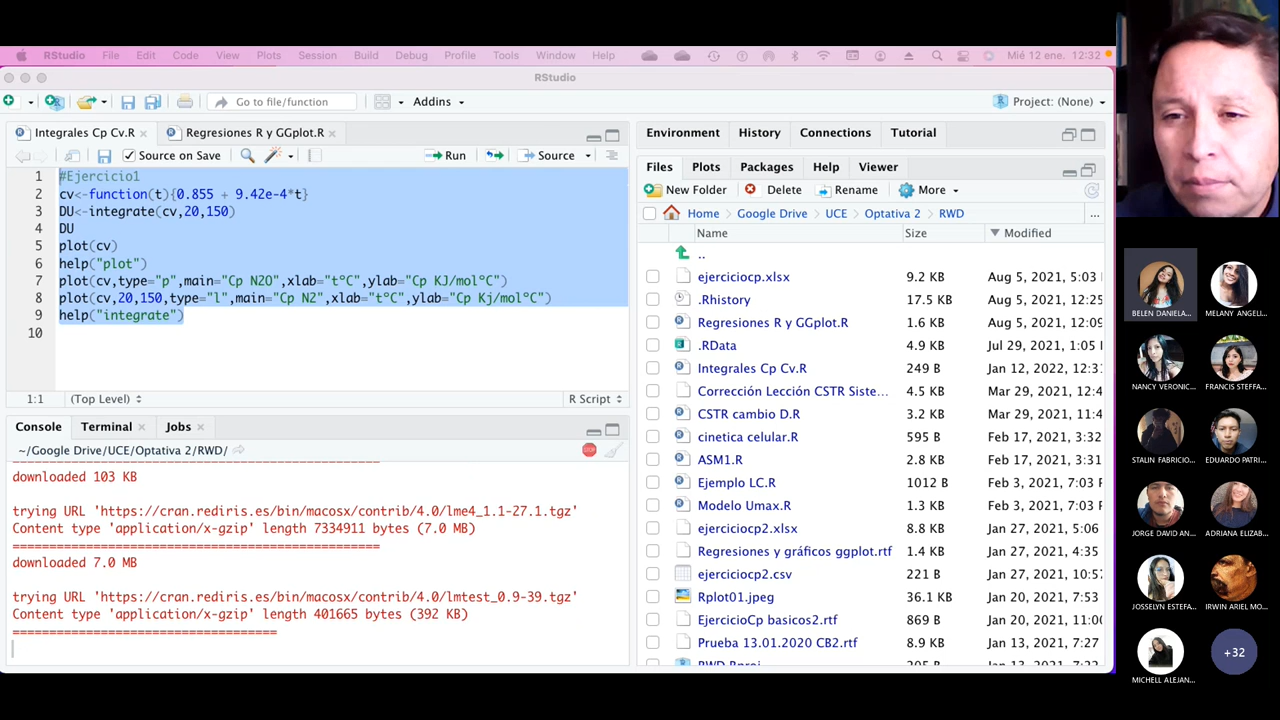 RStudio File Edit Code View Plots Session Build Debug Profile Tools Window Help Mié 12 ene. 12:32
RStudio
Go to file/function Addins Project: (None)
Integrales Cp Cv.R Regresiones R y GGplot.R
Source on Save Run Source
1 #Ejercicio1
2 cv<-function(t){0.855 + 9.42e-4*t}
3 DU<-integrate(cv,20,150)
4 DU
5 plot(cv)
6 help("plot")
7 plot(cv,type="p",main="Cp N2O",xlab="t°C",ylab="Cp KJ/mol°C")
8 plot(cv,20,150,type="l",main="Cp N2",xlab="t°C",ylab="Cp Kj/mol°C")
9 help("integrate")
10
1:1 (Top Level) R Script
Console Terminal Jobs
~/Google Drive/UCE/Optativa 2/RWD/
================================================
downloaded 103 KB
trying URL 'https://cran.rediris.es/bin/macosx/contrib/4.0/lme4_1.1-27.1.tgz'
Content type 'application/x-gzip' length 7334911 bytes (7.0 MB)
==================================================
downloaded 7.0 MB
trying URL 'https://cran.rediris.es/bin/macosx/contrib/4.0/lmtest_0.9-39.tgz'
Content type 'application/x-gzip' length 401665 bytes (392 KB)
====================================
Environment History Connections Tutorial
Files Plots Packages Help Viewer
New Folder Delete Rename More
Home Google Drive UCE Optativa 2 RWD ...
Name Size Modified
..
ejerciciocp.xlsx 9.2 KB Aug 5, 2021, 5:03
.Rhistory 17.5 KB Aug 5, 2021, 12:25
Regresiones R y GGplot.R 1.6 KB Aug 5, 2021, 12:09
.RData 4.9 KB Jul 29, 2021, 1:05
Integrales Cp Cv.R 249 B Jan 12, 2022, 12:31
Corrección Lección CSTR Siste... 4.5 KB Mar 29, 2021, 12:4
CSTR cambio D.R 3.2 KB Mar 29, 2021, 11:4
cinetica celular.R 595 B Feb 17, 2021, 3:32
ASM1.R 2.8 KB Feb 17, 2021, 3:31
Ejemplo LC.R 1012 B Feb 3, 2021, 7:03 P
Modelo Umax.R 1.3 KB Feb 3, 2021, 7:03 P
ejerciciocp2.xlsx 8.8 KB Jan 27, 2021, 5:06
Regresiones y gráficos ggplot.rtf 1.4 KB Jan 27, 2021, 4:35
ejerciciocp2.csv 221 B Jan 27, 2021, 10:57
Rplot01.jpeg 36.1 KB Jan 20, 2021, 7:53
EjercicioCp basicos2.rtf 869 B Jan 20, 2021, 11:00
Prueba 13.01.2020 CB2.rtf 8.9 KB Jan 13, 2021, 7:27
RWD.Rproj 205 B Jan 13, 2021, 7:22
BELEN DANIELA... MELANY ANGELI...
NANCY VERONIC... FRANCIS STEFFA...
STALIN FABRICIO... EDUARDO PATRI...
JORGE DAVID AN... ADRIANA ELIZAB...
JOSSELYN ESTEFA... IRWIN ARIEL MO...
MICHELL ALEJAN... +32